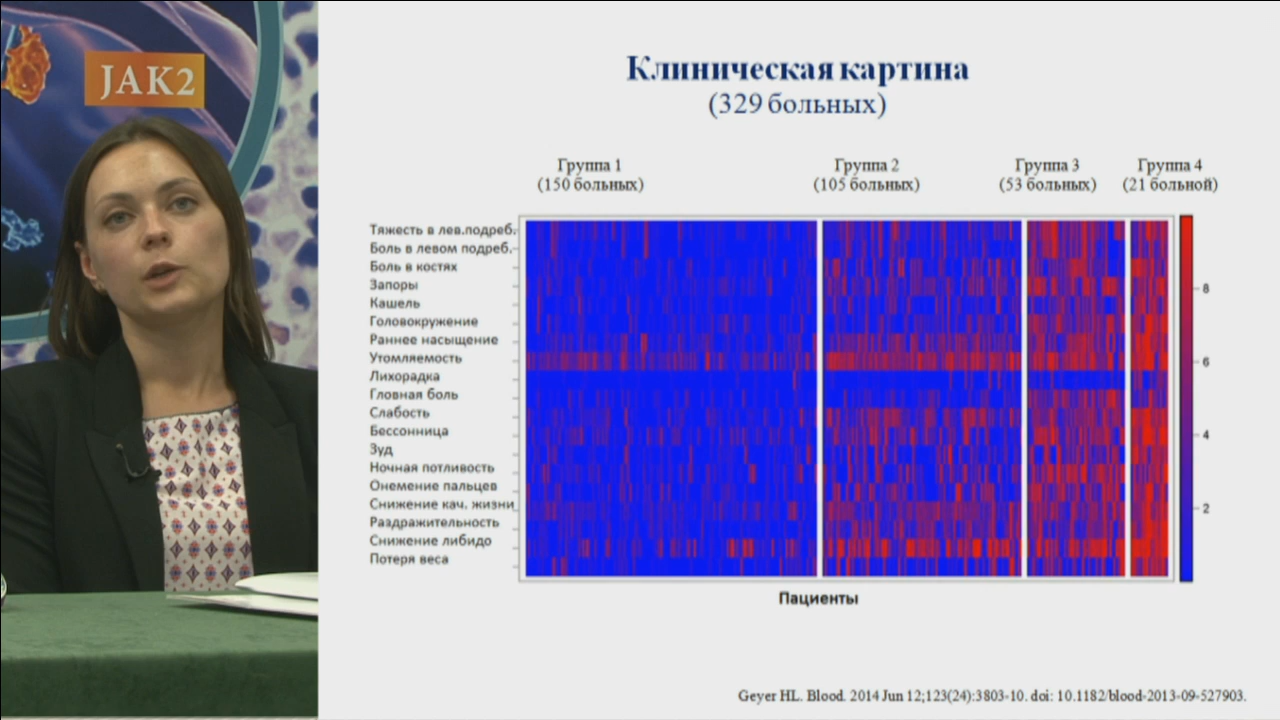 JAK2
Клиническая картина
(329 больных)
Группа 1
(150 больных)
Группа 2
(105 больных)
Группа 3
(53 больных)
Группа 4
(21 больной)
Тяжесть в лев.подреб.
Боль в левом подреб.
Боль в костях
Запоры
Кашель
Головокружение
Раннее насыщение
Утомляемость
Лихорадка
Гловная боль
Слабость
Бессонница
Зуд
Ночная потливость
Онемение пальцев
Снижение кач. жизни
Раздражительность
Снижение либидо
Потеря веса
8
6
4
2
Пациенты
Geyer HL. Blood. 2014 Jun 12;123(24):3803-10. doi: 10.1182/blood-2013-09-527903.